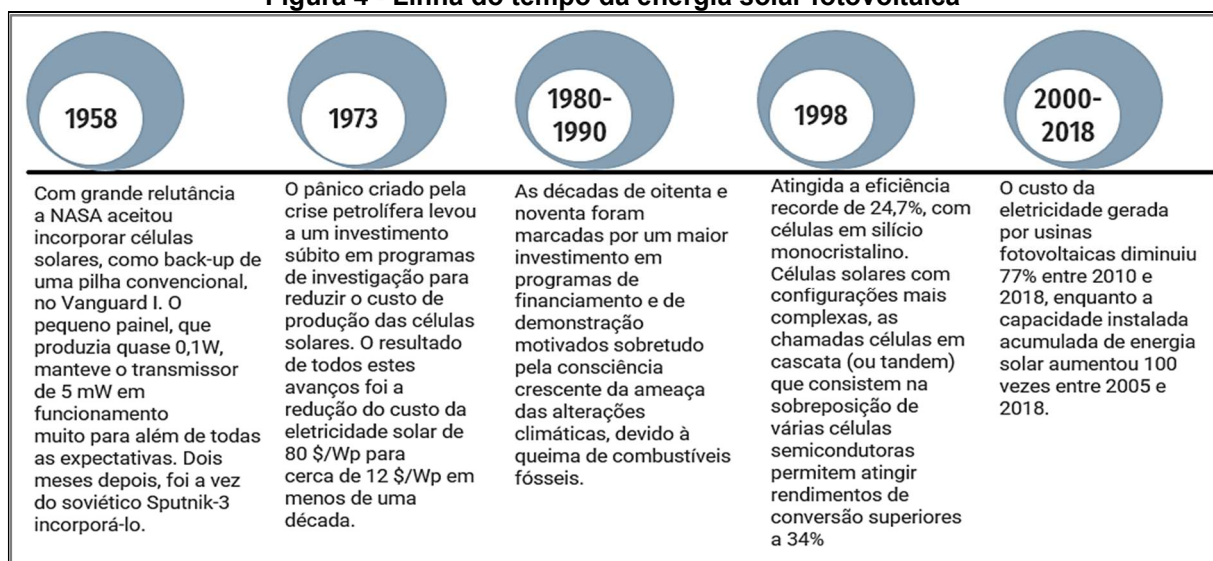 Figura 4 - Linha do tempo da energia solar fotovoltaica
1958
Com grande relutância
a NASA aceitou
incorporar células
solares, como back-up de
uma pilha convencional,
no Vanguard I. O
pequeno painel, que
produzia quase 0,1W,
manteve o transmissor
de 5 mW em
funcionamento
muito para além de todas
as expectativas. Dois
meses depois, foi a vez
do soviético Sputnik-3
incorporá-lo.
1973
O pânico criado pela
crise petrolífera levou
a um investimento
súbito em programas
de investigação para
reduzir o custo de
produção das células
solares. O resultado
de todos estes
avanços foi a
redução do custo da
eletricidade solar de
80 $/Wp para
cerca de 12 $/Wp em
menos de uma
década.
1980-
1990
As décadas de oitenta e
noventa foram
marcadas por um maior
investimento em
programas de
financiamento e de
demonstração
motivados sobretudo
pela consciência
crescente da ameaça
das alterações
climáticas, devido à
queima de combustíveis
fósseis.
1998
Atingida a eficiência
recorde de 24,7%, com
células em silício
monocristalino.
Células solares com
configurações mais
complexas, as
chamadas células em
cascata (ou tandem)
que consistem na
sobreposição de
várias células
semicondutoras
permitem atingir
rendimentos de
conversão superiores
a 34%
2000-
2018
O custo da
eletricidade gerada
por usinas
fotovoltaicas diminuiu
77% entre 2010 e
2018, enquanto a
capacidade instalada
acumulada de energia
solar aumentou 100
vezes entre 2005 e
2018.